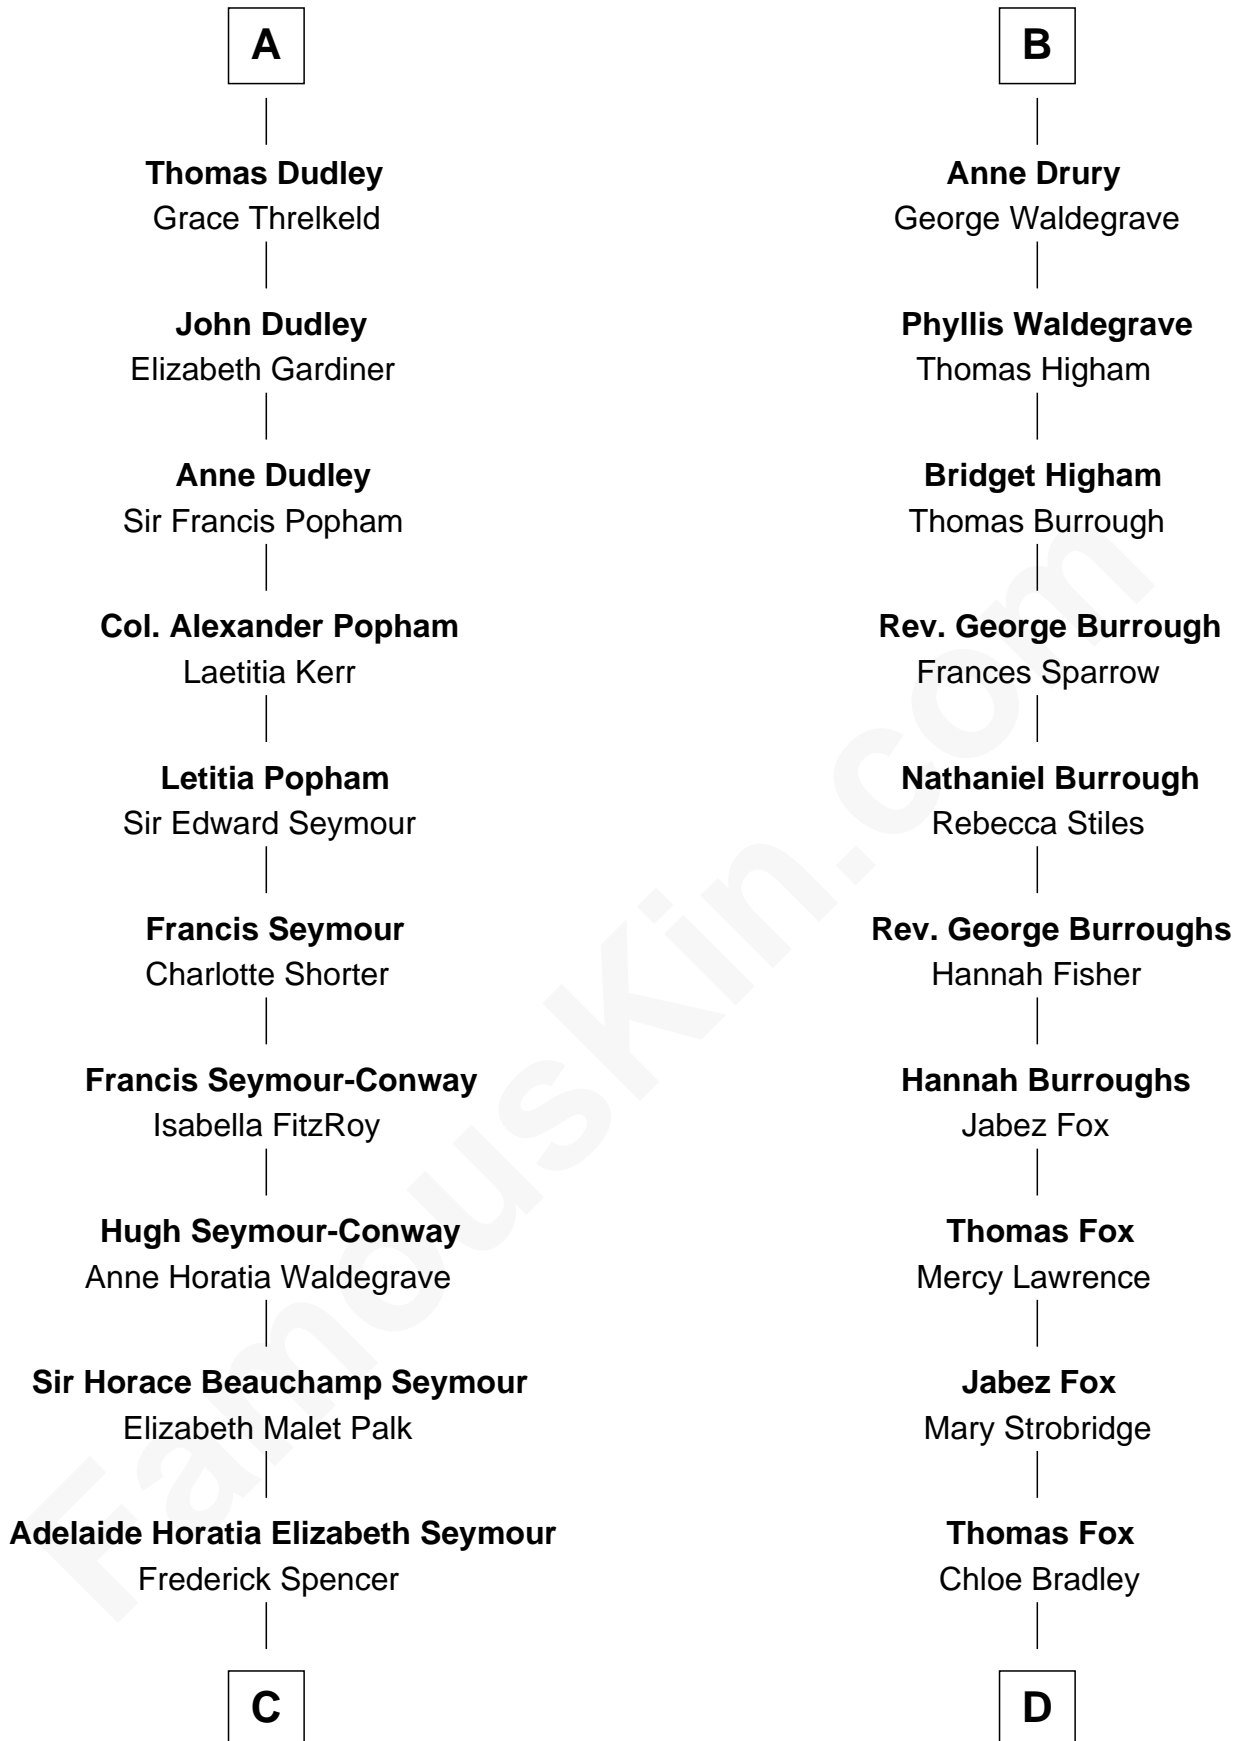 A
Thomas Dudley
Grace Threlkeld
John Dudley
Elizabeth Gardiner
Anne Dudley
Sir Francis Popham
Col. Alexander Popham
Laetitia Kerr
Letitia Popham
Sir Edward Seymour
Francis Seymour
Charlotte Shorter
Francis Seymour-Conway
Isabella FitzRoy
Hugh Seymour-Conway
Anne Horatia Waldegrave
Sir Horace Beauchamp Seymour
Elizabeth Malet Palk
Adelaide Horatia Elizabeth Seymour
Frederick Spencer
C
B
Anne Drury
George Waldegrave
Phyllis Waldegrave
Thomas Higham
Bridget Higham
Thomas Burrough
Rev. George Burrough
Frances Sparrow
Nathaniel Burrough
Rebecca Stiles
Rev. George Burroughs
Hannah Fisher
Hannah Burroughs
Jabez Fox
Thomas Fox
Mercy Lawrence
Jabez Fox
Mary Strobridge
Thomas Fox
Chloe Bradley
D
FamousKin.com